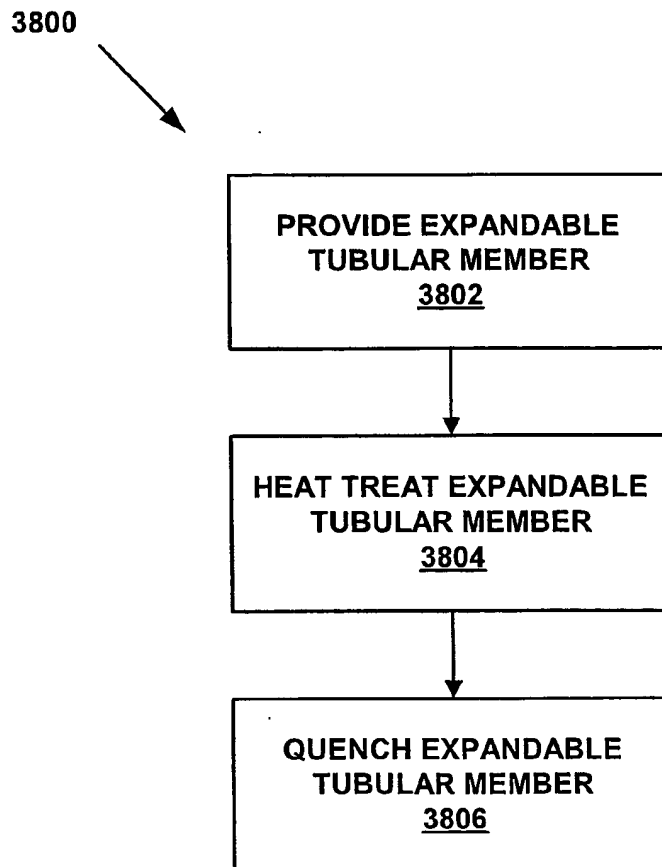 3800
PROVIDE EXPANDABLE
TUBULAR MEMBER
3802
HEAT TREAT EXPANDABLE
TUBULAR MEMBER
3804
QUENCH EXPANDABLE
TUBULAR MEMBER
3806